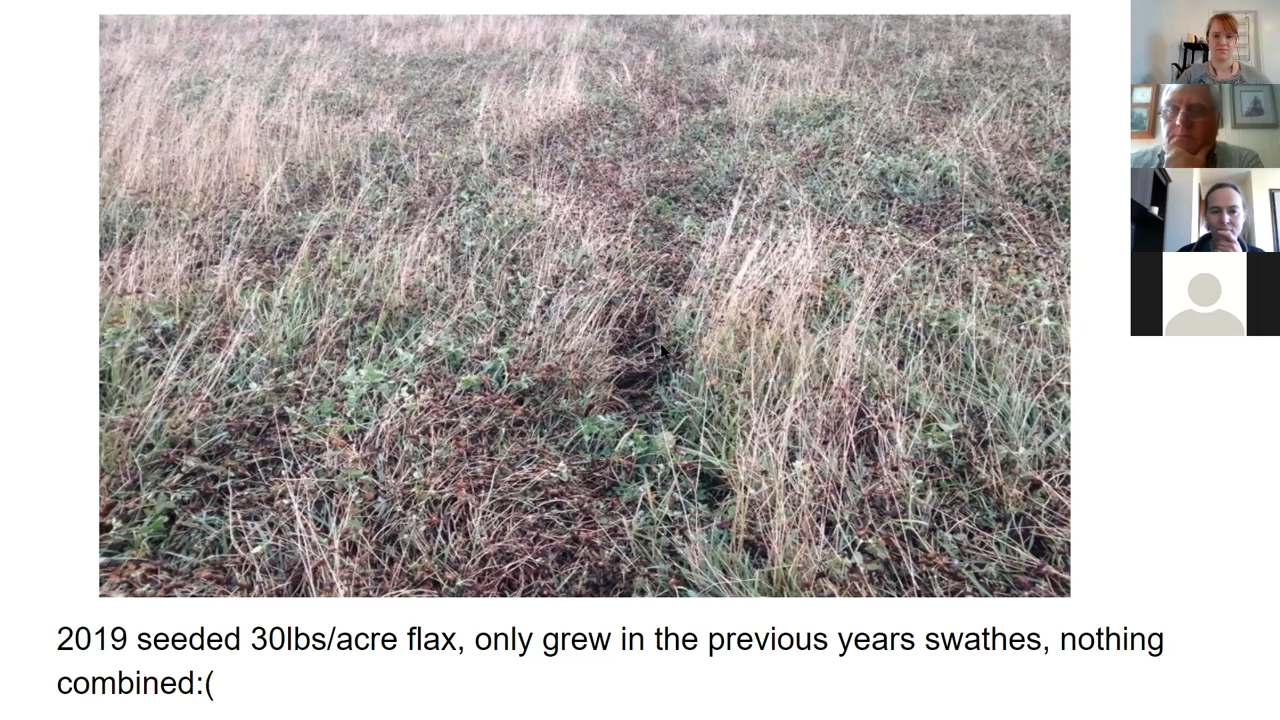 2019 seeded 30lbs/acre flax, only grew in the previous years swathes, nothing
combined:(